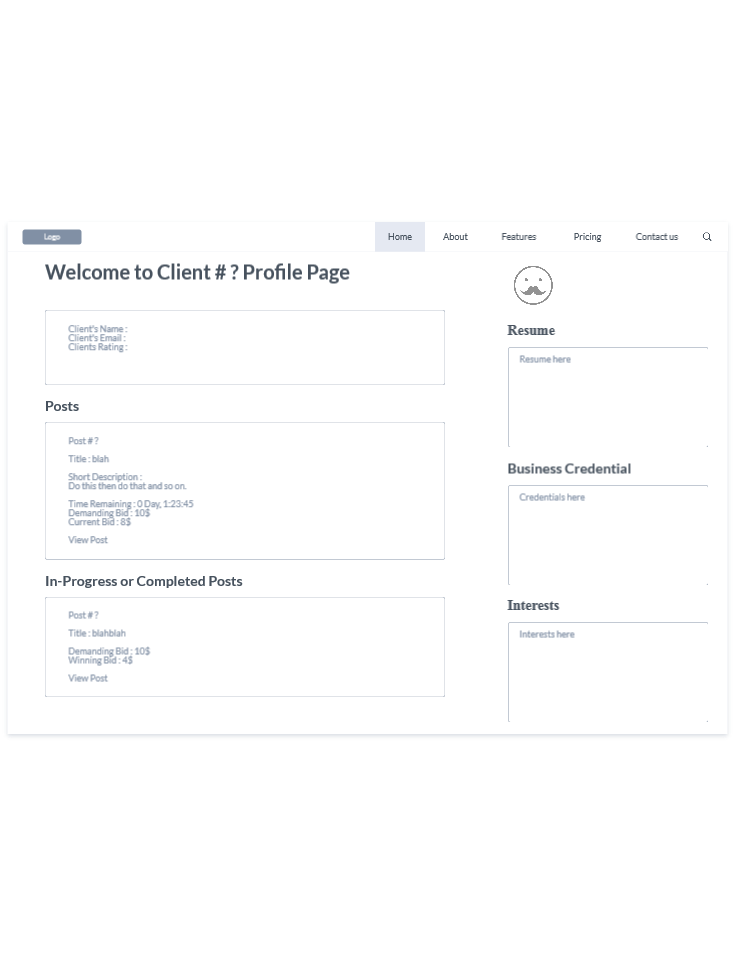 Logo
Home
About
Features
Pricing
Contact us
Welcome to Client # ? Profile Page
Client's Name :
Client's Email :
Clients Rating :
Posts
Post # ?
Title : blah
Short Description :
Do this then do that and so on.
Time Remaining : 0 Day, 1:23:45
Demanding Bid : 10$
Current Bid : 8$
View Post
In-Progress or Completed Posts
Post # ?
Title : blahblah
Demanding Bid : 10$
Winning Bid : 4$
View Post
Resume
Resume here
Business Credential
Credentials here
Interests
Interests here